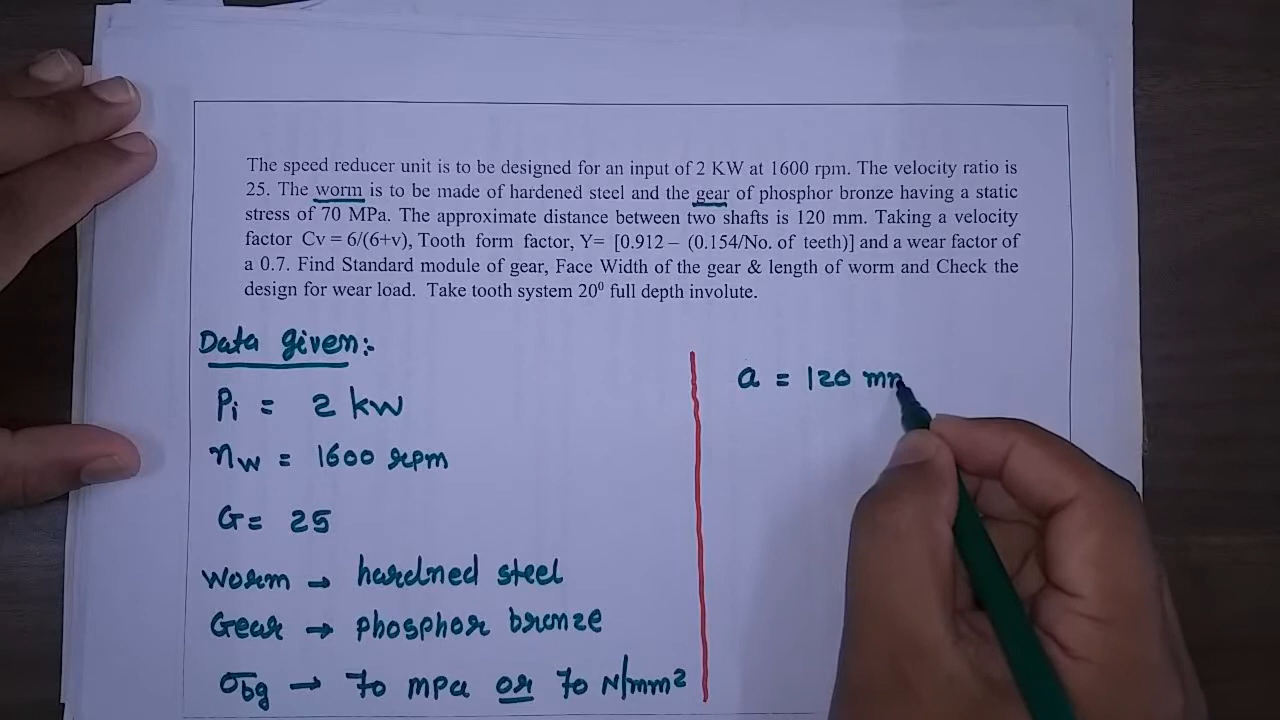 The speed reducer unit is to be designed for an input of 2 KW at 1600 rpm. The velocity ratio is
25. The worm is to be made of hardened steel and the gear of phosphor bronze having a static
stress of 70 MPa. The approximate distance between two shafts is 120 mm. Taking a velocity
factor Cv = 6/(6+v), Tooth form factor, Y= [0.912 – (0.154/No. of teeth)] and a wear factor of
a 0.7. Find Standard module of gear, Face Width of the gear & length of worm and Check the
design for wear load. Take tooth system 20⁰ full depth involute.
Data given:-
Pi = 2 kw
nw = 1600 rpm
G = 25
Worm → hardned steel
Gear → phosphor bronze
σbg → 70 mpa or 70 N/mm²
a = 120 mm